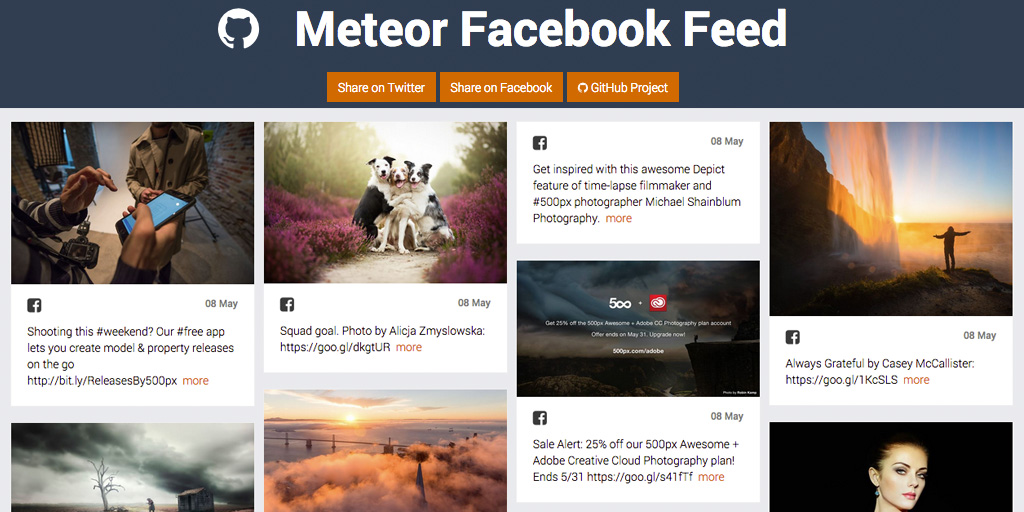 Meteor Facebook Feed
Share on Twitter
Share on Facebook
GitHub Project
08 May
Shooting this #weekend? Our #free app
lets you create model & property releases
on the go
http://bit.ly/ReleasesBy500px more
08 May
Squad goal. Photo by Alicja Zmyslowska:
https://goo.gl/dkgtUR more
08 May
Get inspired with this awesome Depict
feature of time-lapse filmmaker and
#500px photographer Michael Shainblum
Photography. more
500 +
Get 25% off the 500px Awesome + Adobe CC Photography plan account
Offer ends on May 31. Upgrade now!
500px.com/adobe
Photo by Robin Kamp
08 May
Sale Alert: 25% off our 500px Awesome +
Adobe Creative Cloud Photography plan!
Ends 5/31 https://goo.gl/s41fTf more
08 May
Always Grateful by Casey McCallister:
https://goo.gl/1KcSLS more